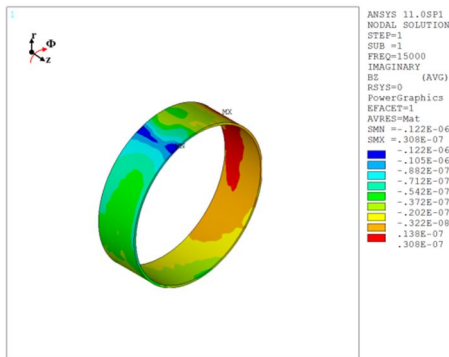 1
r
Φ
z
MX
ANSYS 11.0SP1
NODAL SOLUTION
STEP=1
SUB =1
FREQ=15000
IMAGINARY
BZ (AVG)
RSYS=0
PowerGraphics
EFACET=1
AVRES=Mat
SMN =-.122E-06
SMX =.308E-07
-.122E-06
-.105E-06
-.882E-07
-.712E-07
-.542E-07
-.372E-07
-.202E-07
-.322E-08
.138E-07
.308E-07